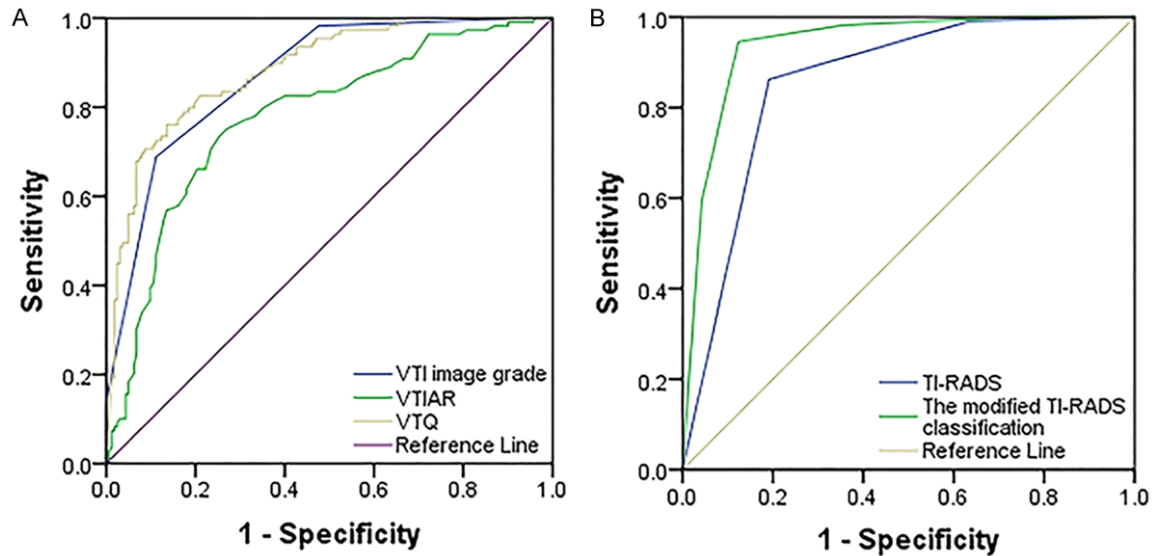 A
1.0
0.8
0.6
0.4
0.2
0.0
Sensitivity
VTI image grade
VTIAR
VTQ
Reference Line
0.0 0.2 0.4 0.6 0.8 1.0
1 - Specificity
B
1.0
0.8
0.6
0.4
0.2
0.0
Sensitivity
TI-RADS
The modified TI-RADS
classification
Reference Line
0.0 0.2 0.4 0.6 0.8 1.0
1 - Specificity